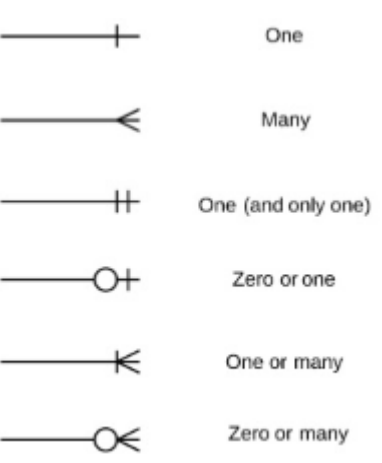 One
Many
One (and only one)
Zero or one
One or many
Zero or many